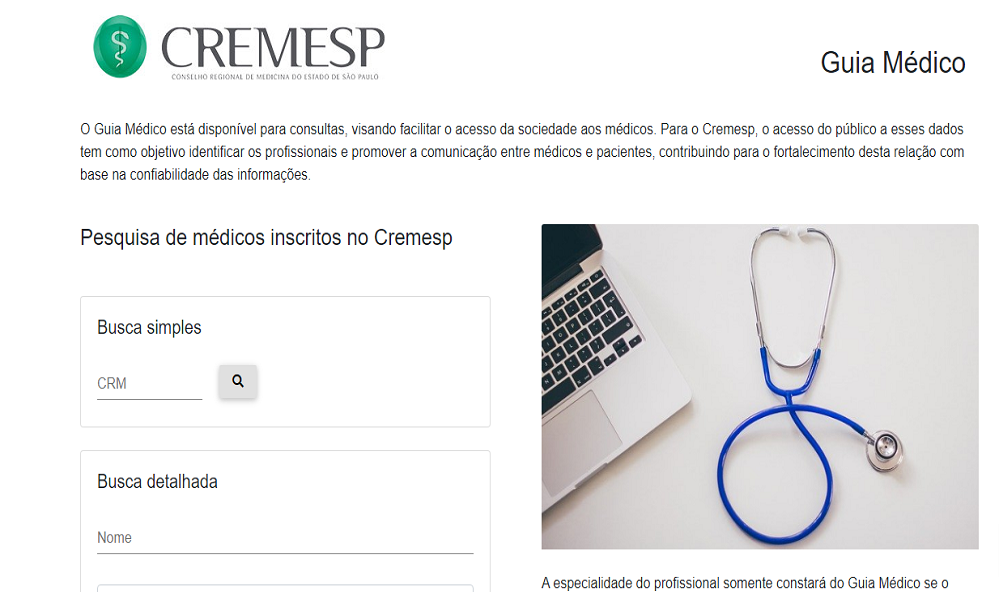 CREMESP
CONSELHO REGIONAL DE MEDICINA DO ESTADO DE SÃO PAULO
Guia Médico
O Guia Médico está disponível para consultas, visando facilitar o acesso da sociedade aos médicos. Para o Cremesp, o acesso do público a esses dados
tem como objetivo identificar os profissionais e promover a comunicação entre médicos e pacientes, contribuindo para o fortalecimento desta relação com
base na confiabilidade das informações.
Pesquisa de médicos inscritos no Cremesp
Busca simples
CRM
Busca detalhada
Nome
A especialidade do profissional somente constará do Guia Médico se o